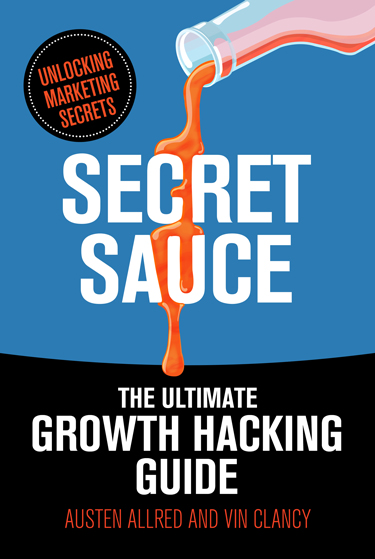 UNLOCKING
MARKETING
SECRETS
SECRET
SAUCE
THE ULTIMATE
GROWTH HACKING
GUIDE
AUSTEN ALLRED AND VIN CLANCY